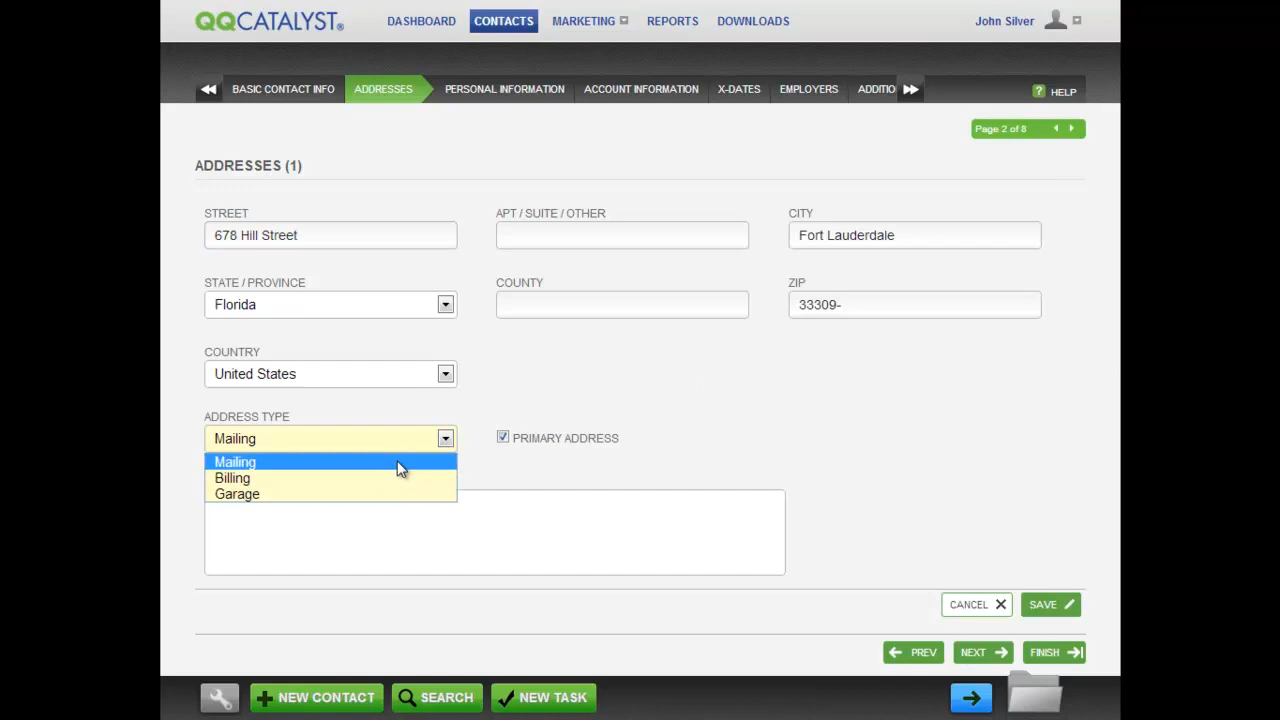 QQCATALYST® DASHBOARD CONTACTS MARKETING REPORTS DOWNLOADS John Silver
BASIC CONTACT INFO ADDRESSES PERSONAL INFORMATION ACCOUNT INFORMATION X-DATES EMPLOYERS ADDITIO HELP
Page 2 of 8
ADDRESSES (1)
STREET APT / SUITE / OTHER CITY
678 Hill Street Fort Lauderdale
STATE / PROVINCE COUNTY ZIP
Florida 33309-
COUNTRY
United States
ADDRESS TYPE
Mailing PRIMARY ADDRESS
Mailing
Billing
Garage
CANCEL SAVE
PREV NEXT FINISH
NEW CONTACT SEARCH NEW TASK